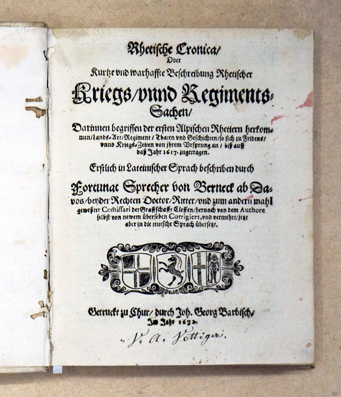 Rhetische Cronica/
Oder
Kurtze vnd warhaffte Beschreibung Rhetischer
Kriegs/ vnnd Regiments-
Sachen/
Darinnen begriffen der ersten Alpischen Rhetiern herkom-
men/Lands-Art/Regiment/Thaten vnd Geschichten/so sich zu Fridens/
vnnd Kriegs-Zeiten von jhrem Vrsprung an/ biß auff
daß Jahr 1617. zugetragen.
Erstlich in Lateinischer Sprach beschriben durch
Fortunat Sprecher von Berneck ab Da-
vos/ beyder Rechten Doctor/Ritter/vnd zum andern mahl
gewester Commissari der Graffschafft Cleffen: hernach von dem Authore
selbst von newem übersehen Corrigiert/vnd vermehrt/jetzt
aber in die teutsche Sprach übersetzt.
Getruckt zu Chur/ durch Joh. Georg Barbisch/
Im Jahr 1672.
V. A. Vottiger.